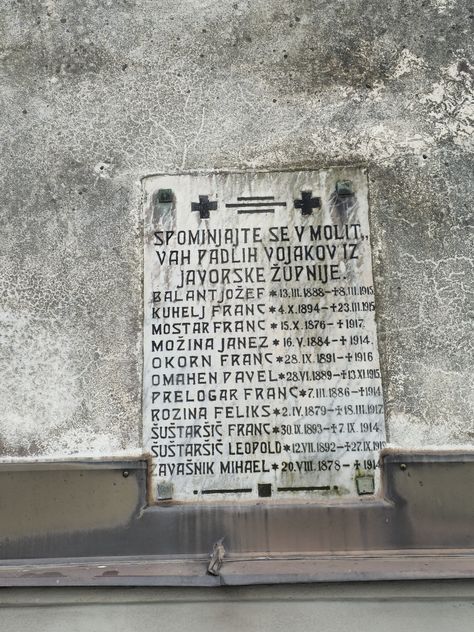 SPOMINJAJTE SE V MOLIT„
VAH PADLIH VOJAKOV IZ
JAVORSKE ŽUPNIJE.
BALANT JOŽEF * 13.III.1888 - + 8.III.1915
KUHELJ FRANC * 4.X.1894 - + 23.III.1915
MOSTAR FRANC * 15.X.1876 - + 1917.
MOŽINA JANEZ * 16.V.1884 - + 1914.
OKORN FRANC * 28.IX.1891 - + 1916
OMAHEN PAVEL * 28.VI.1889 - + 13.XI.1915
PRELOGAR FRANC * 7.III.1886 - + 1914
ROZINA FELIKS * 2.IV.1879 - + 18.III.1917
ŠUŠTARŠIČ FRANC * 30.IX.1893 - + 7.IX.1914.
ŠUŠTARŠIČ LEOPOLD * 12.VII.1892 - + 27.IX.1915
ZAVAŠNIK MIHAEL * 20.VIII.1878 - + 1914